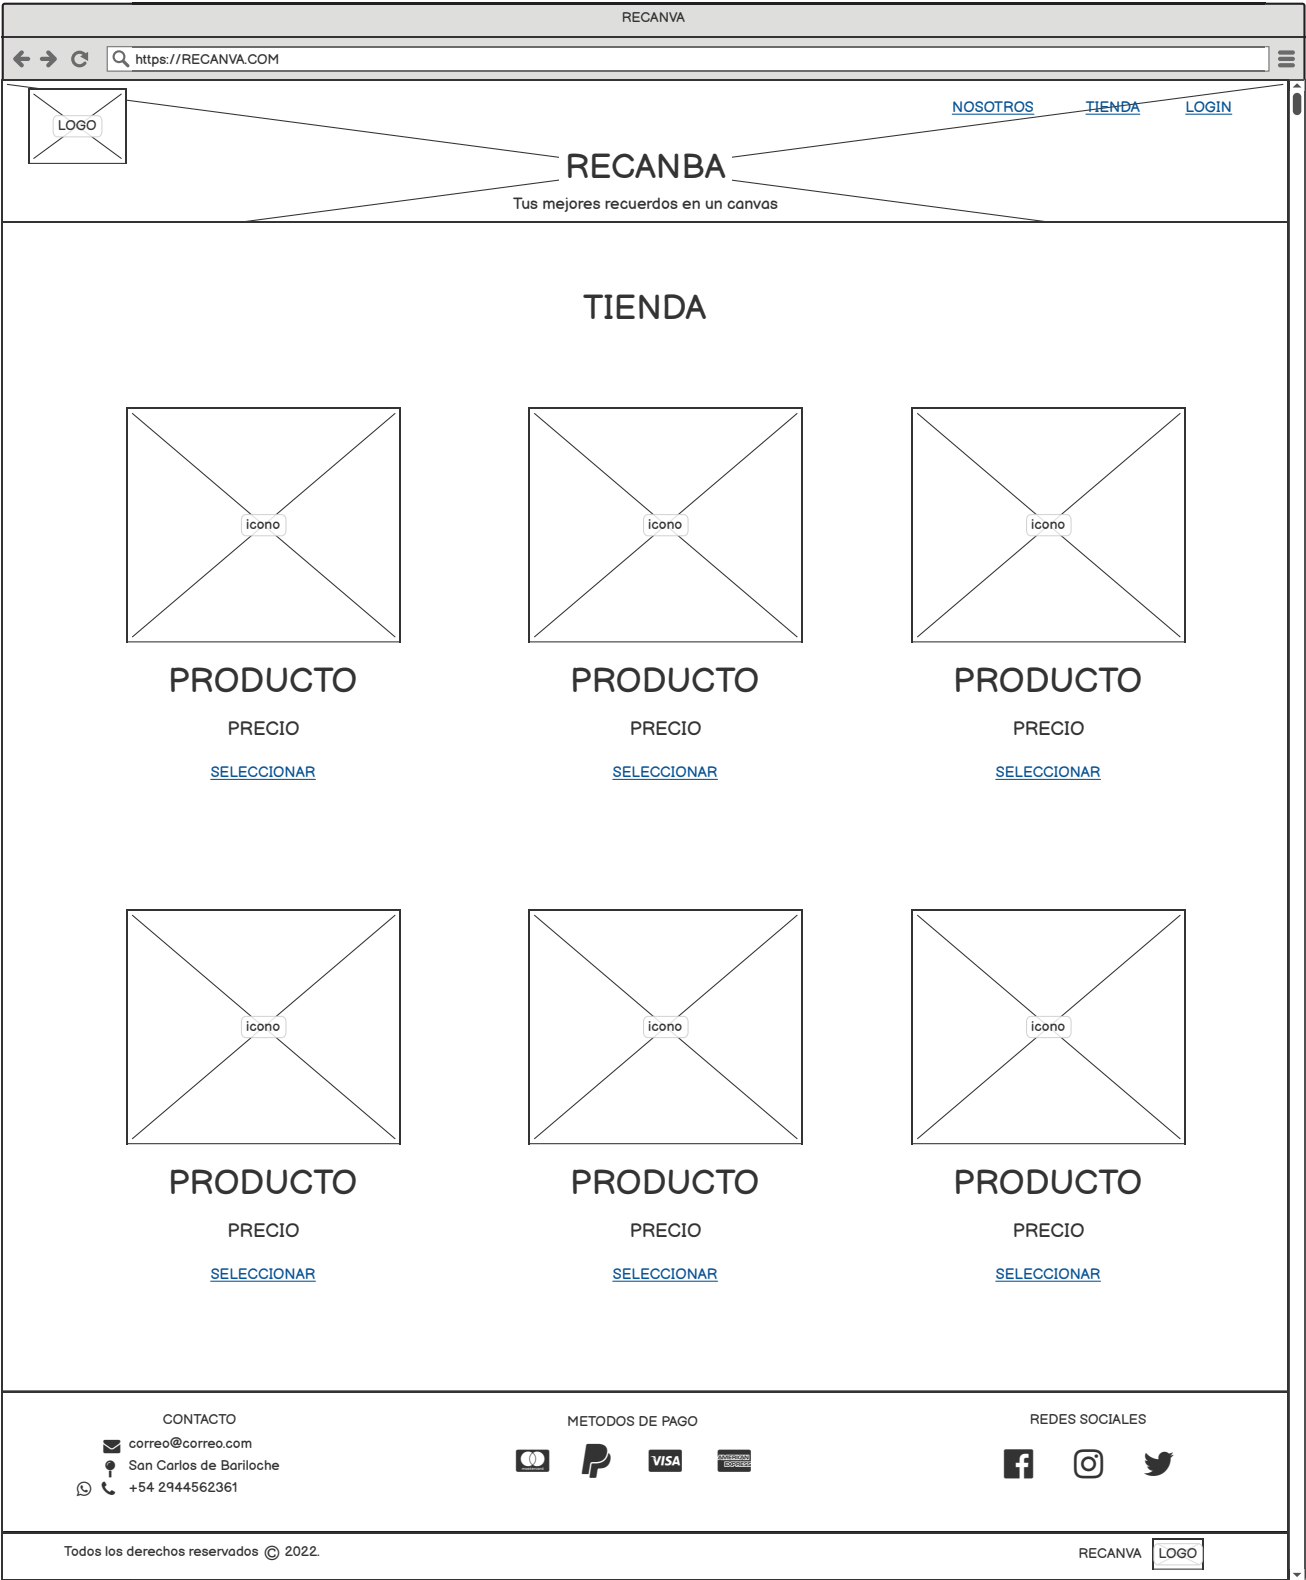 RECANVA
https://RECANVA.COM
LOGO
NOSOTROS TIENDA LOGIN
RECANBA
Tus mejores recuerdos en un canvas
TIENDA
icono icono icono
PRODUCTO PRODUCTO PRODUCTO
PRECIO PRECIO PRECIO
SELECCIONAR SELECCIONAR SELECCIONAR
icono icono icono
PRODUCTO PRODUCTO PRODUCTO
PRECIO PRECIO PRECIO
SELECCIONAR SELECCIONAR SELECCIONAR
CONTACTO
correo@correo.com
San Carlos de Bariloche
+54 2944562361
METODOS DE PAGO
mastercard VISA AMERICAN EXPRESS
REDES SOCIALES
Todos los derechos reservados © 2022.
RECANVA LOGO